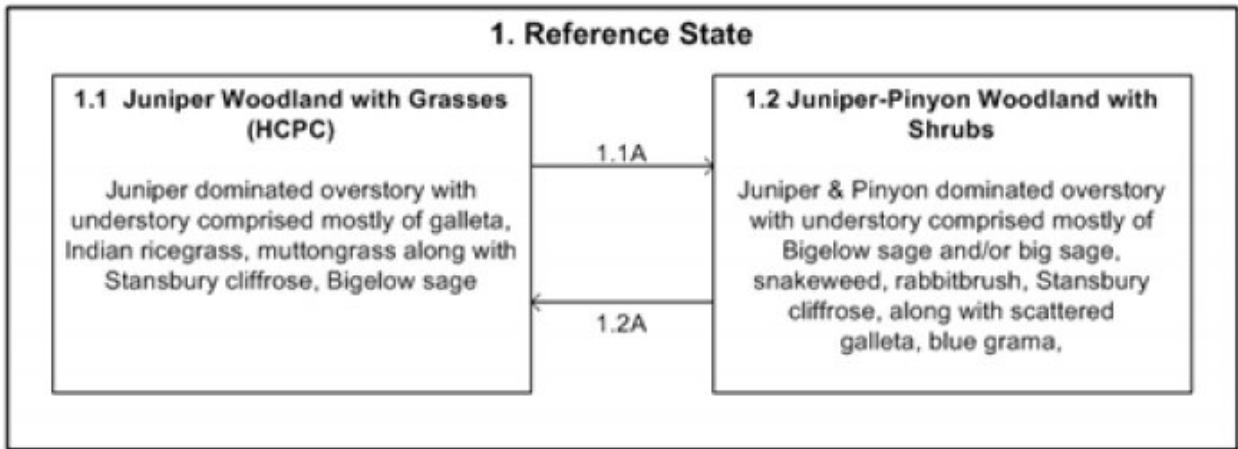 1. Reference State
1.1 Juniper Woodland with Grasses
(HCPC)
Juniper dominated overstory with
understory comprised mostly of galleta,
Indian ricegrass, muttongrass along with
Stansbury cliffrose, Bigelow sage
1.1A
1.2A
1.2 Juniper-Pinyon Woodland with
Shrubs
Juniper & Pinyon dominated overstory
with understory comprised mostly of
Bigelow sage and/or big sage,
snakeweed, rabbitbrush, Stansbury
cliffrose, along with scattered
galleta, blue grama,